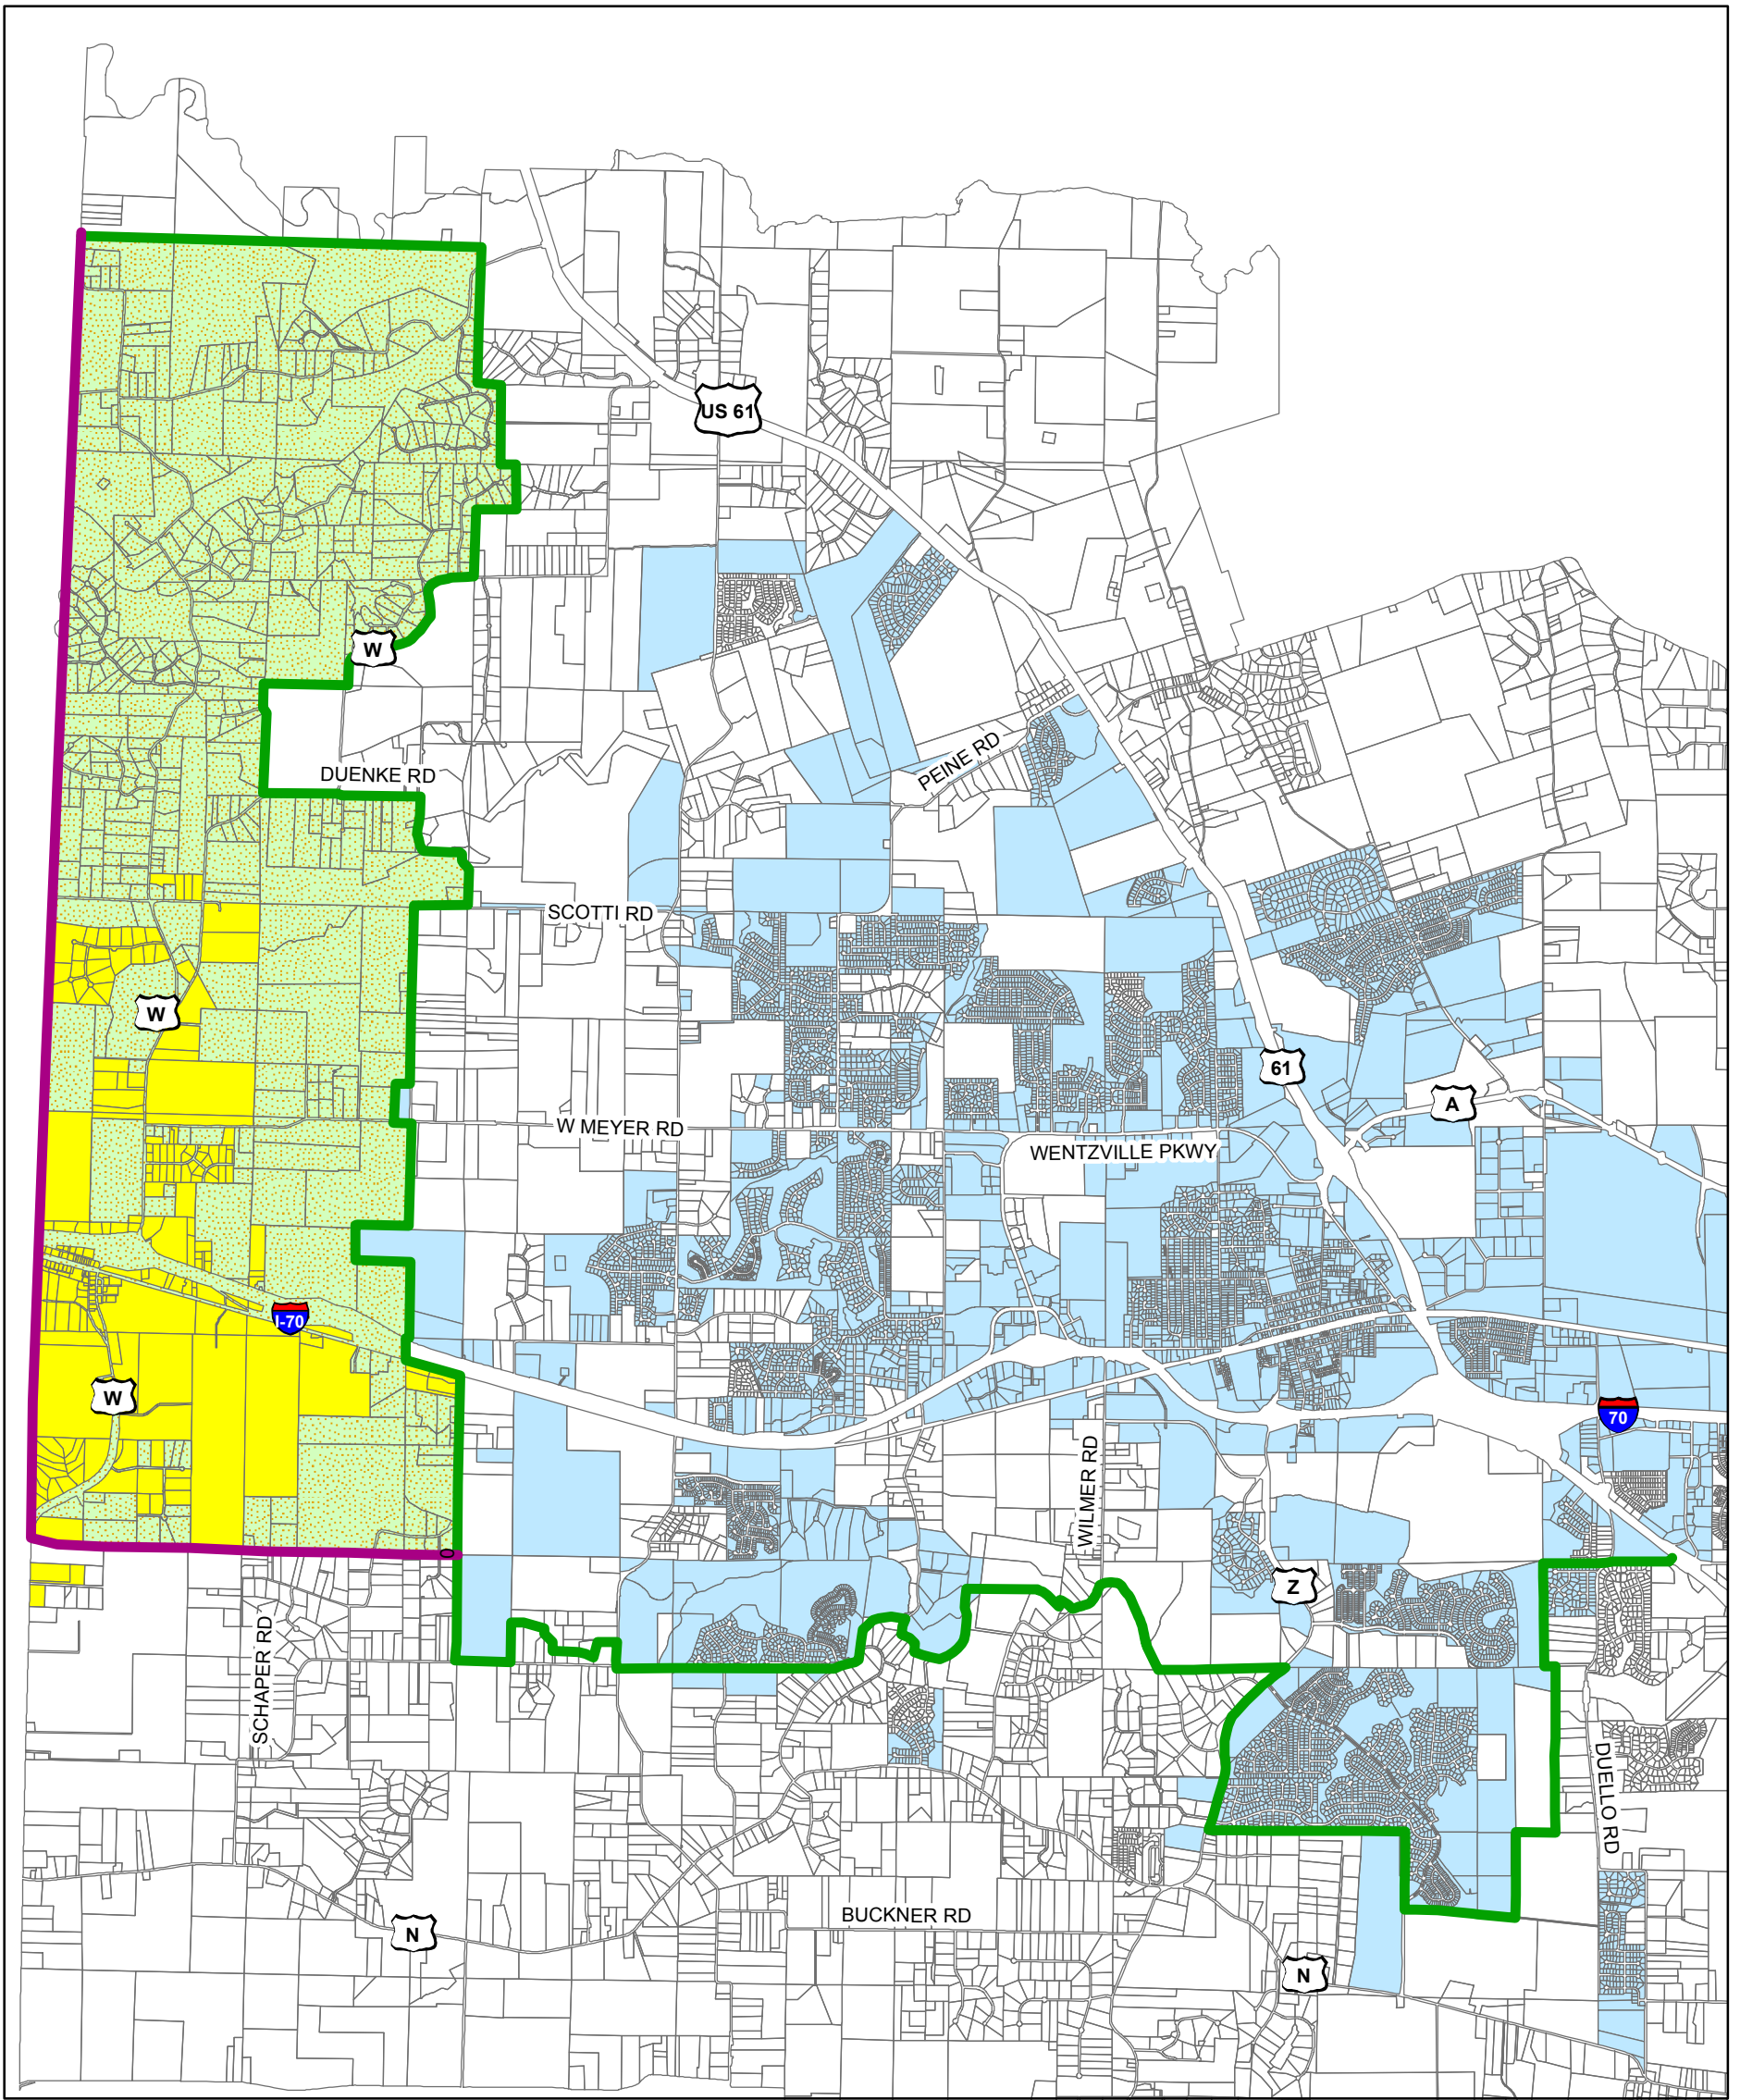 US 61
W
DUENKE RD
PEINE RD
SCOTTI RD
W
61
A
W MEYER RD
WENTZVILLE PKWY
I-70
W
70
WILMER RD
O
Z
SCHAPER RD
DUELLO RD
BUCKNER RD
N
N